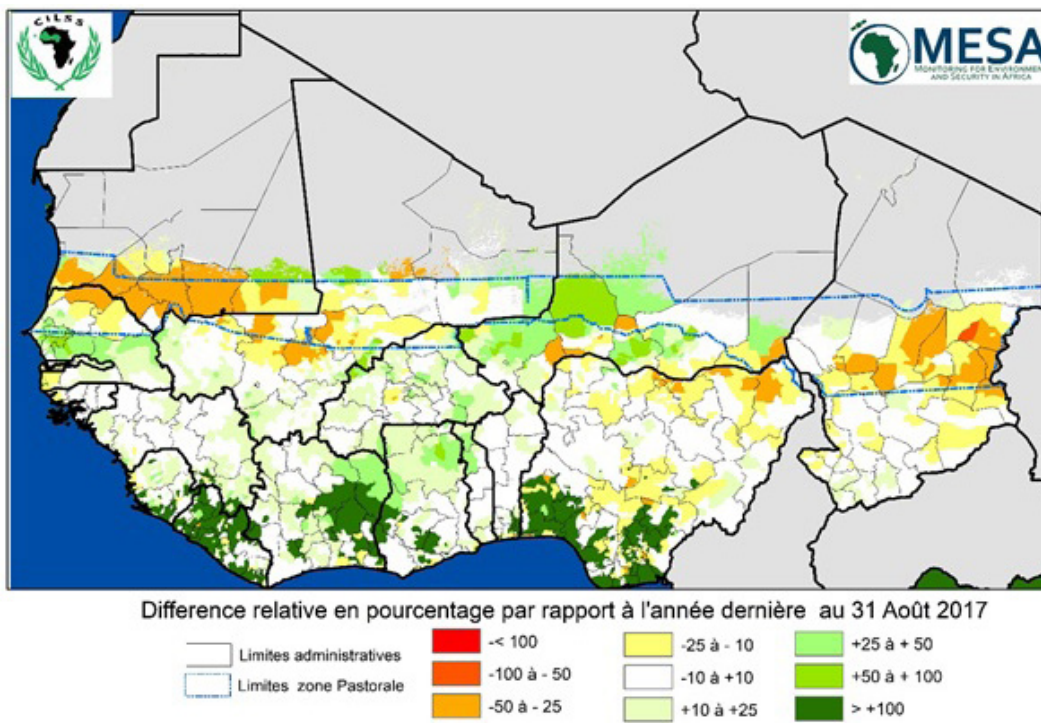 CILSS
MESA
MONITORING FOR ENVIRONMEN
AND SECURITY IN AFRICA
Difference relative en pourcentage par rapport à l'année dernière au 31 Août 2017
Limites administratives
Limites zone Pastorale
-< 100
-100 à - 50
-50 à - 25
-25 à - 10
-10 à +10
+10 à +25
+25 à + 50
+50 à + 100
> +100